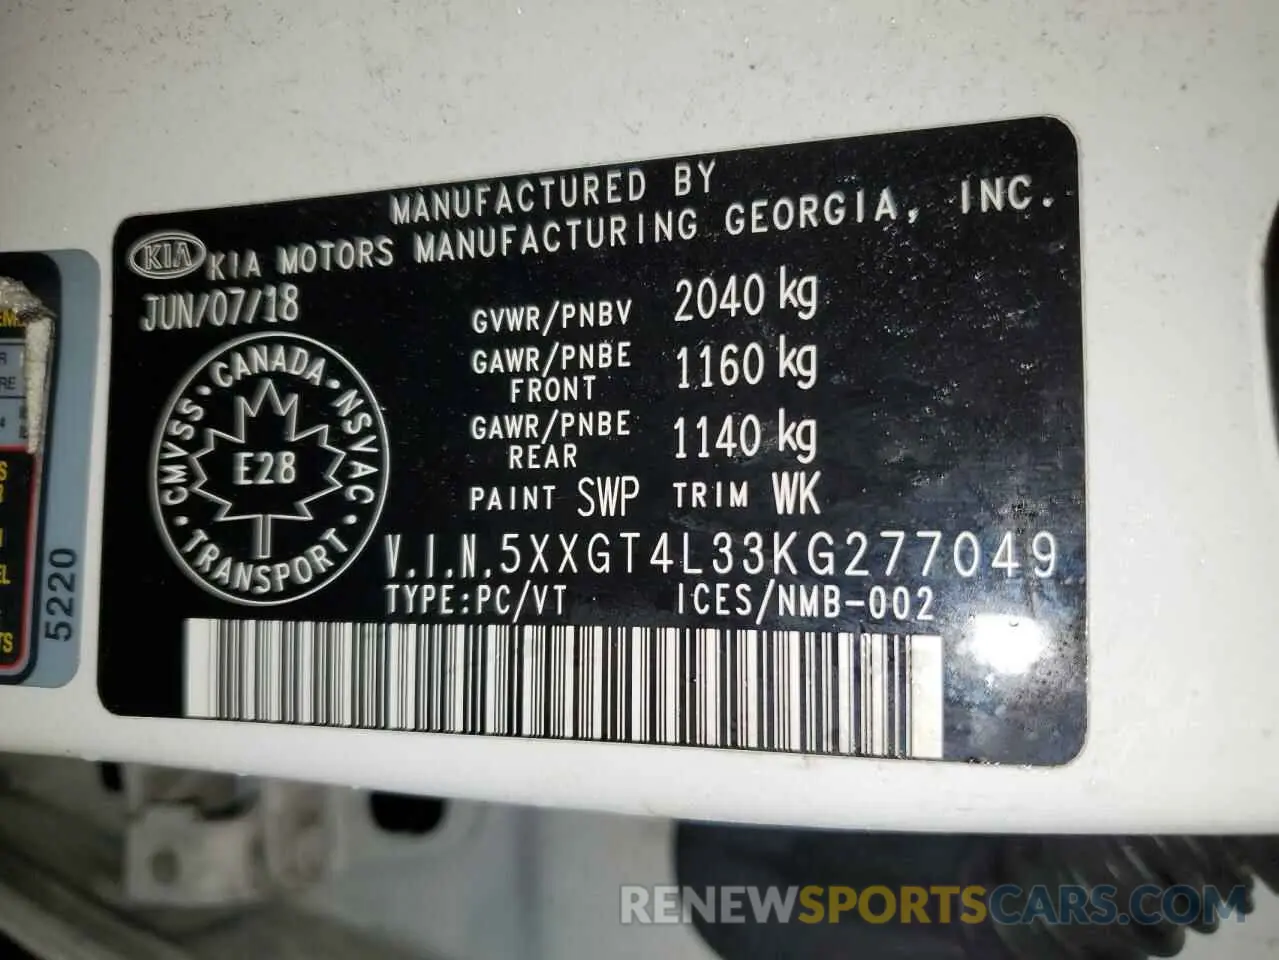 MANUFACTURED BY
KIA KIA MOTORS MANUFACTURING GEORGIA, INC.
JUN/07/18
GVWR/PNBV 2040 kg
GAWR/PNBE FRONT 1160 kg
GAWR/PNBE REAR 1140 kg
PAINT SWP TRIM WK
CANADA · NSVAC · TRANSPORT · CMVSS ·
E28
V.I.N. 5XXGT4L33KG277049
TYPE:PC/VT ICES/NMB-002
5220
RENEWSPORTSCARS.COM